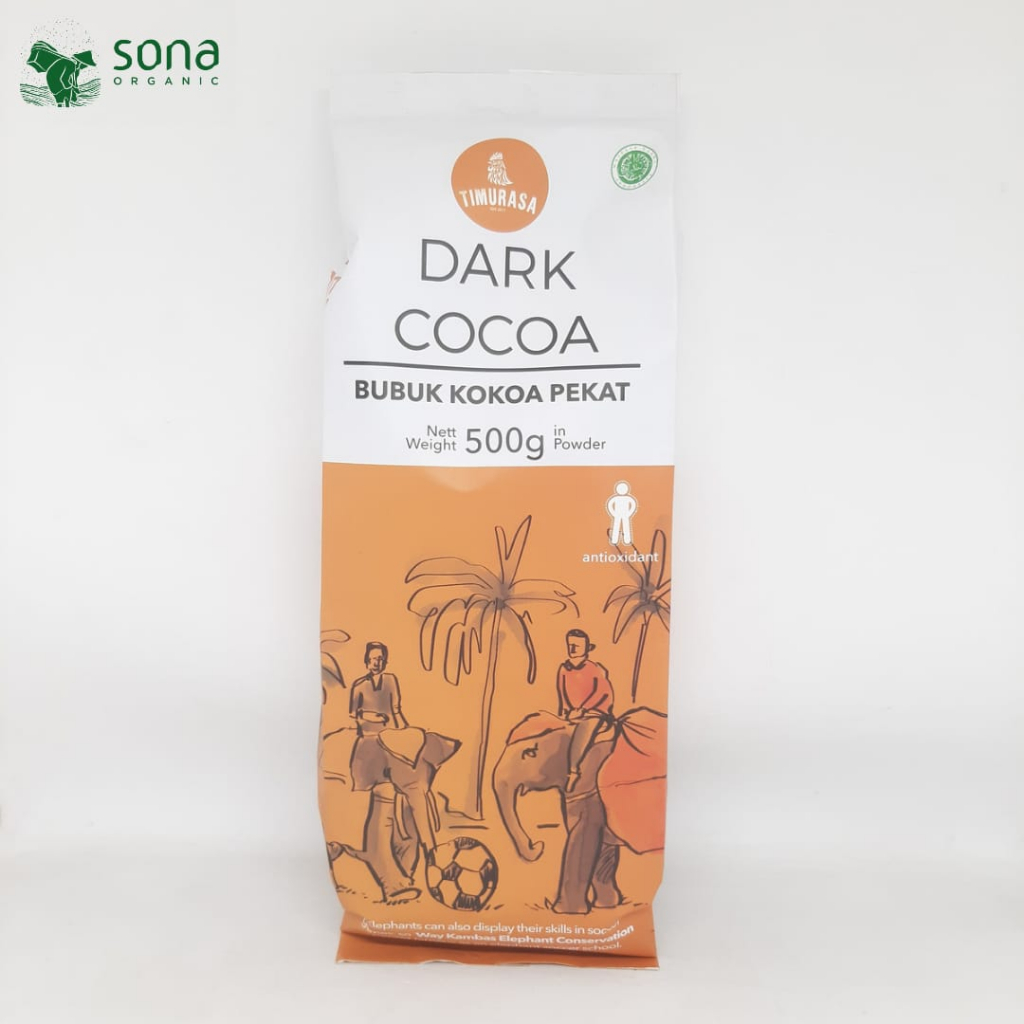 sona
ORGANIC
TIMURASA
DARK
COCOA
BUBUK KOKOA PEKAT
Nett Weight 500g in Powder
antioxidant
Elephants can also display their skills in soccer
Way Kambas Elephant Conservation
school.